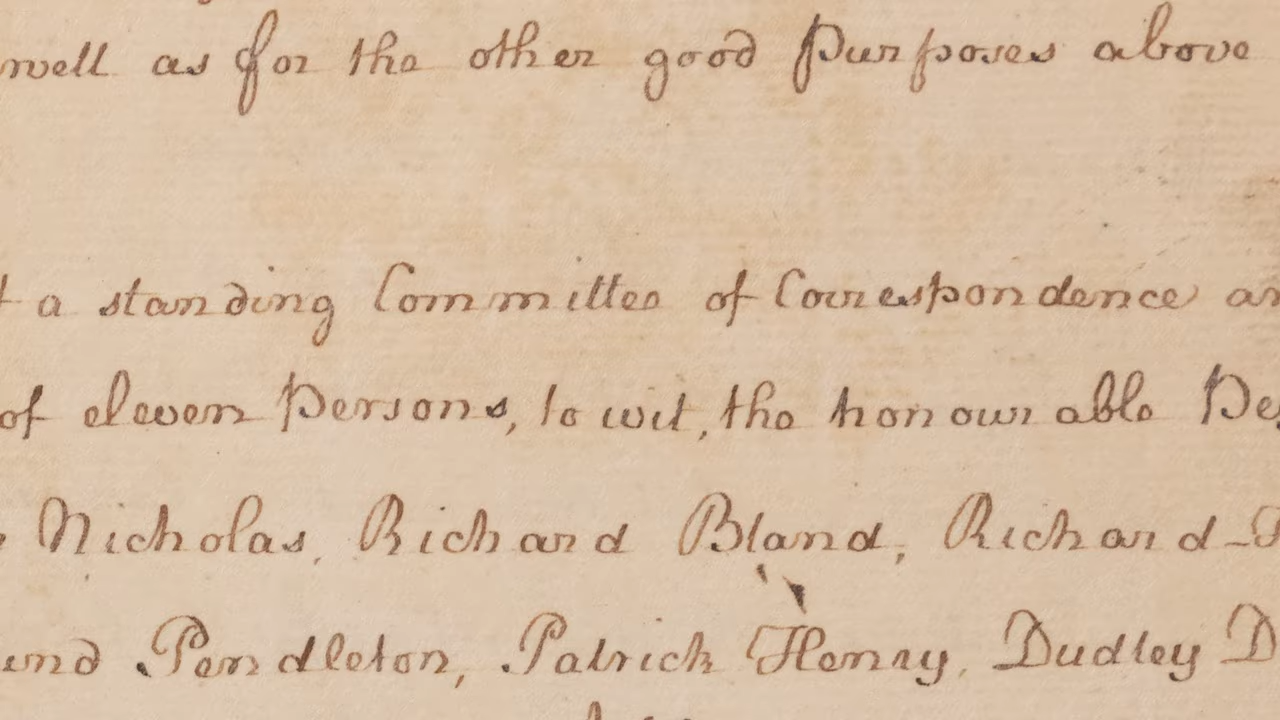 well as for the other good Purposes above
a standing Committee of Correspondence
of eleven Persons, to wit, the honourable
Nicholas, Richard Bland, Richard
Pendleton, Patrick Henry, Dudley